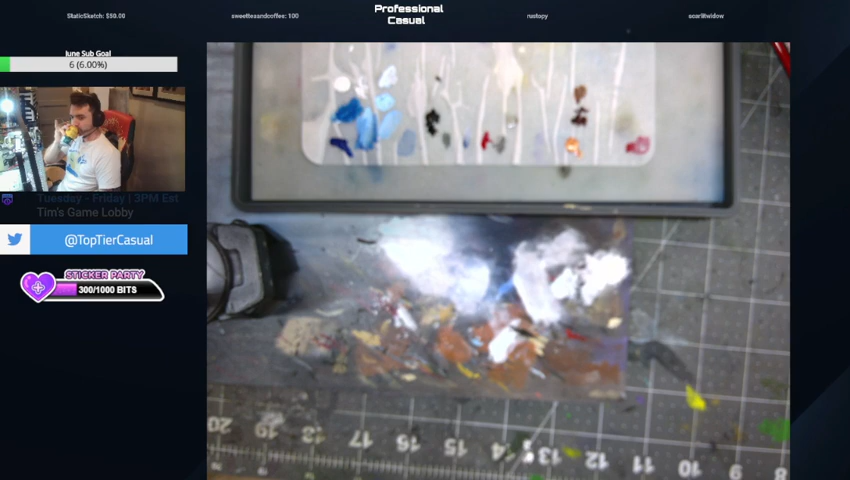 StaticSketch: $50.00
sweettesandcoffee: 100
Professional
Casual
rustopy
scarlitwidow
June Sub Goal
6 (6.00%)
Tuesday - Friday | 3PM Est
Tim's Game Lobby
@TopTierCasual
STICKER PARTY
300/1000 BITS
20 19 18 17 16 15 14 13 12 11 10 9 8